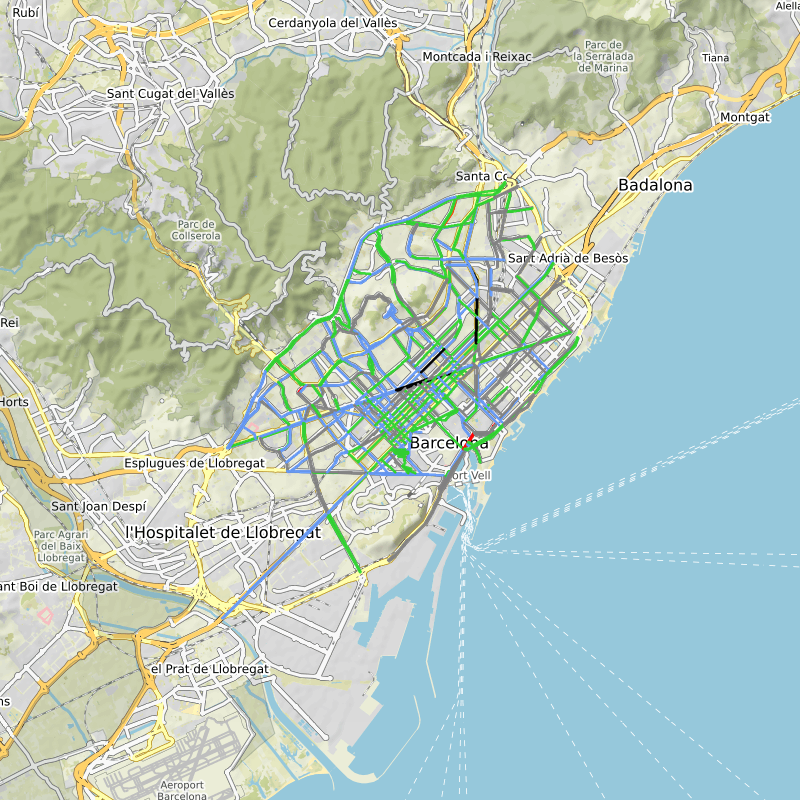 Rubí
Cerdanyola del Vallès
Alella
Montcada i Reixac
Parc de
la Serralada
de Marina
Tiana
Sant Cugat del Vallès
Montgat
Santa Co
Badalona
Parc de
Collserola
Sant Adrià de Besòs
Rei
Horts
Barcelona
Esplugues de Llobregat
ort Vell
Sant Joan Despí
l'Hospitalet de Llobregat
Parc Agrari
del Baix
Llobregat
ant Boi de Llobregat
el Prat de Llobregat
ns
Aeroport
Barcelona